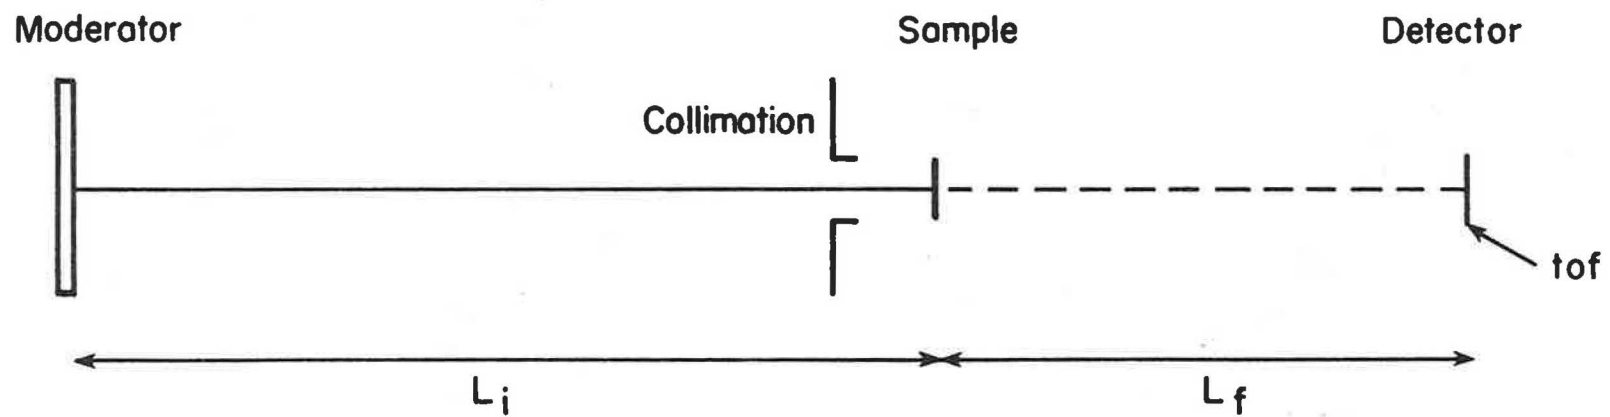 Moderator
Sample
Detector
Collimation
tof
Li
Lf